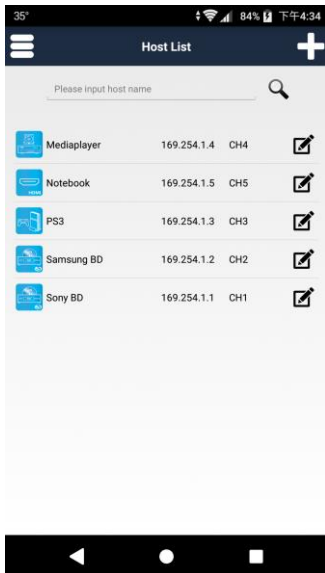 35° 84% 下午4:34
Host List
Please input host name
Mediaplayer 169.254.1.4 CH4
Notebook 169.254.1.5 CH5
PS3 169.254.1.3 CH3
Samsung BD 169.254.1.2 CH2
Sony BD 169.254.1.1 CH1